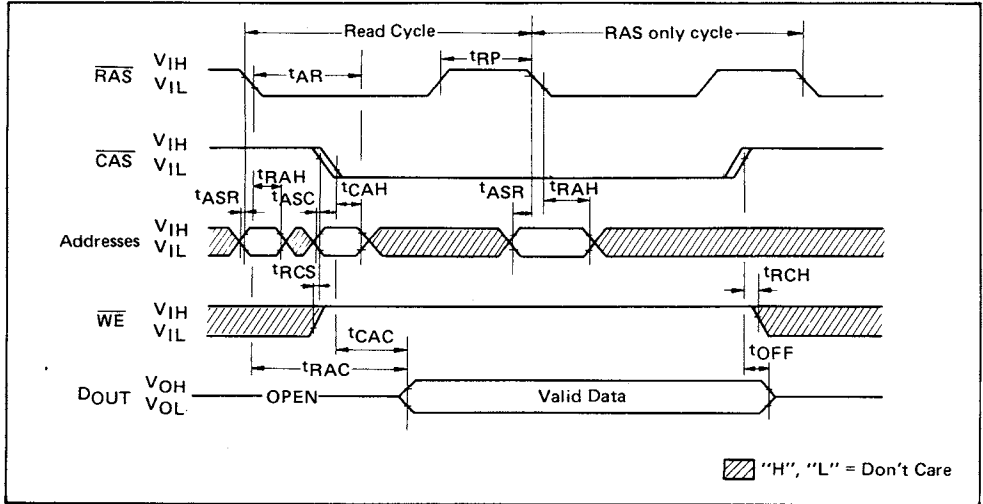 Read Cycle
RAS only cycle
RAS VIH
VIL
tAR
tRP
CAS VIH
VIL
tASR
tRAH
tASC
tCAH
tASR
tRAH
Addresses VIH
VIL
tRCS
tRCH
WE VIH
VIL
tCAC
tRAC
tOFF
DOUT VOH
VOL
OPEN
Valid Data
"H", "L" = Don't Care